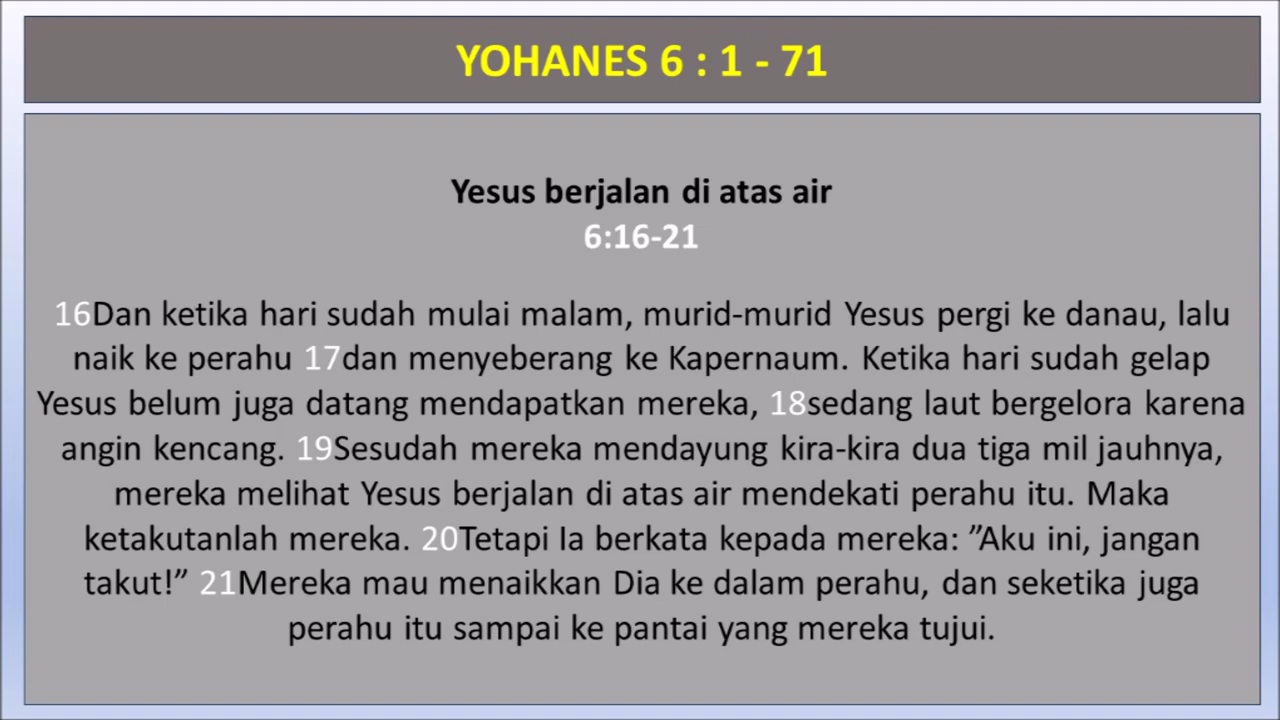 YOHANES 6 : 1 - 71
Yesus berjalan di atas air
6:16-21
16Dan ketika hari sudah mulai malam, murid-murid Yesus pergi ke danau, lalu
naik ke perahu 17dan menyeberang ke Kapernaum. Ketika hari sudah gelap
Yesus belum juga datang mendapatkan mereka, 18sedang laut bergelora karena
angin kencang. 19Sesudah mereka mendayung kira-kira dua tiga mil jauhnya,
mereka melihat Yesus berjalan di atas air mendekati perahu itu. Maka
ketakutanlah mereka. 20Tetapi Ia berkata kepada mereka: ”Aku ini, jangan
takut!” 21Mereka mau menaikkan Dia ke dalam perahu, dan seketika juga
perahu itu sampai ke pantai yang mereka tujui.